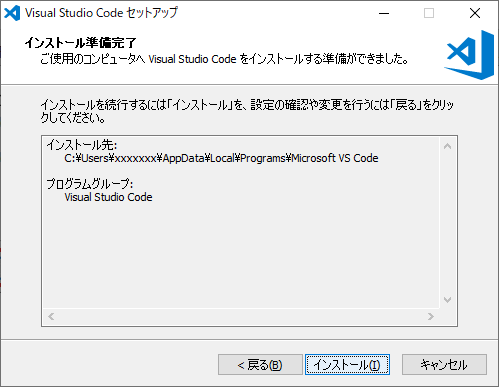 Visual Studio Code セットアップ
インストール準備完了
ご使用のコンピュータへ Visual Studio Code をインストールする準備ができました。
インストールを続行するには「インストール」を、設定の確認や変更を行うには「戻る」をクリッ
クしてください。
インストール先:
C:¥Users¥xxxxxxx¥AppData¥Local¥Programs¥Microsoft VS Code
プログラムグループ:
Visual Studio Code
< 戻る(B)
インストール(I)
キャンセル